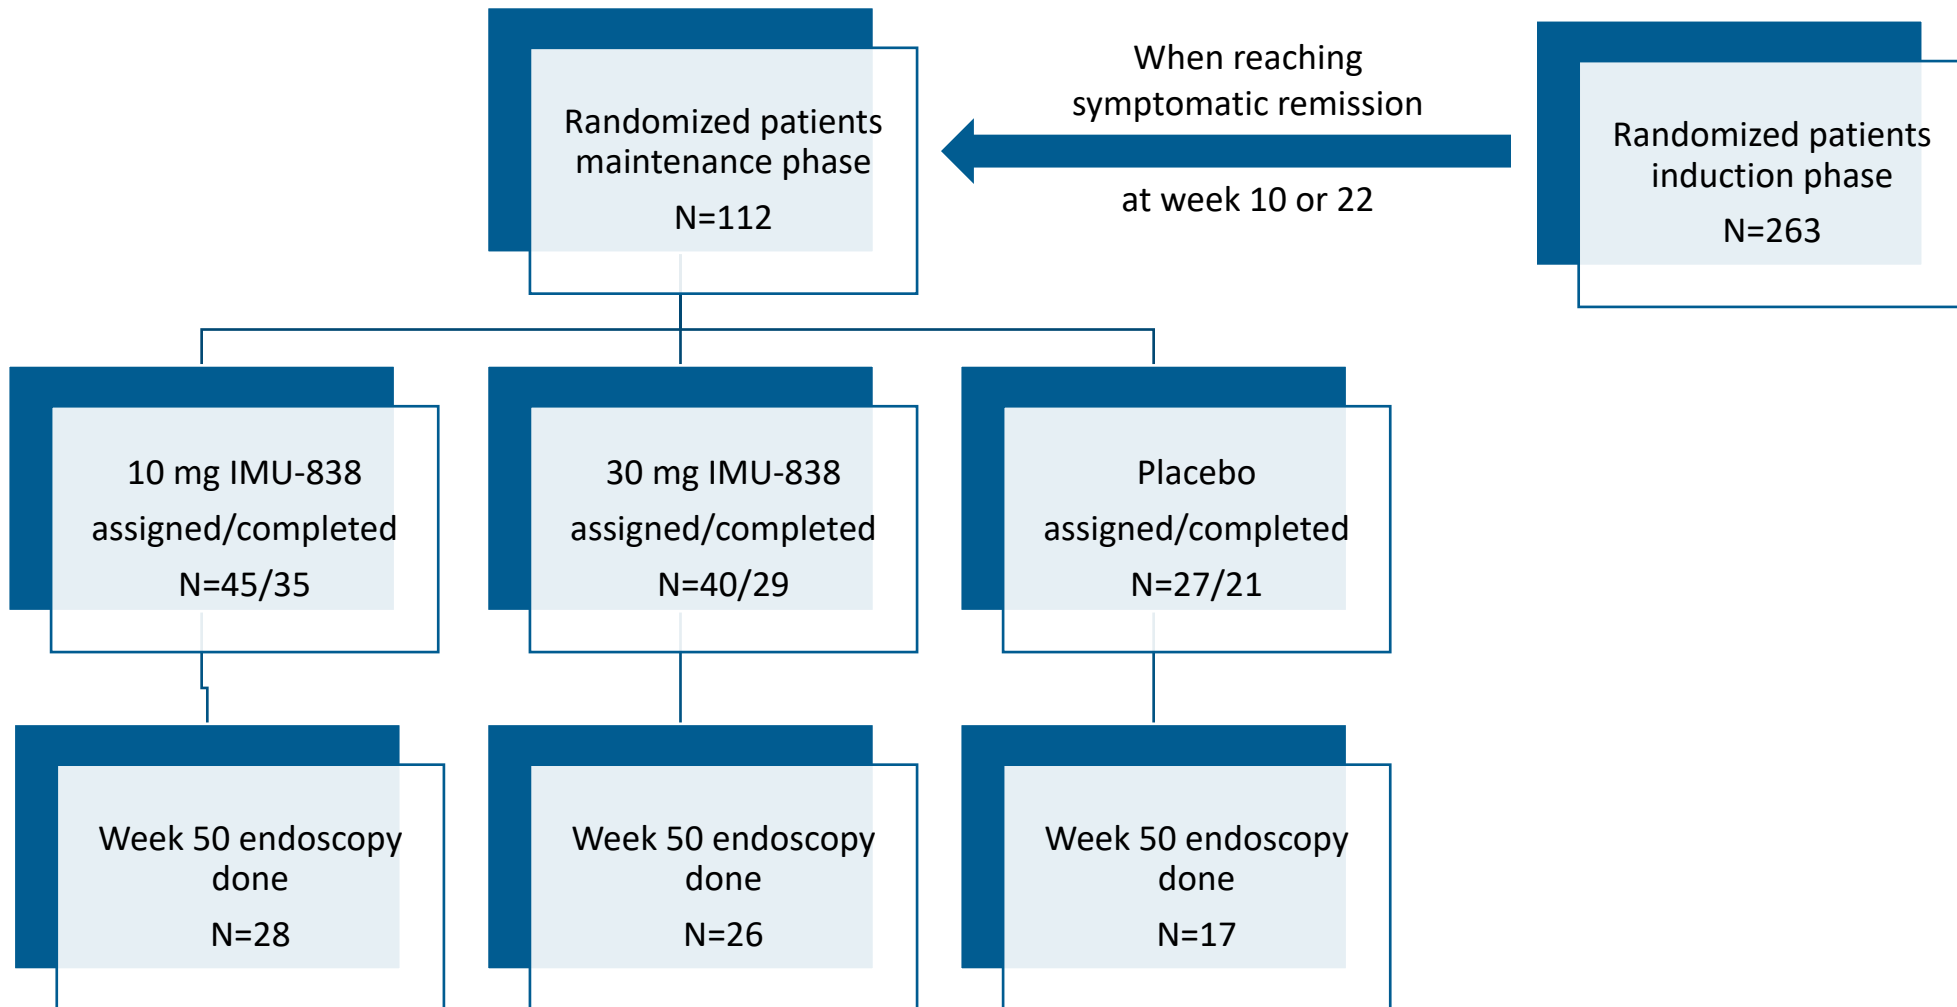 Randomized patients
maintenance phase
N=112
When reaching
symptomatic remission
at week 10 or 22
Randomized patients
induction phase
N=263
10 mg IMU-838
assigned/completed
N=45/35
30 mg IMU-838
assigned/completed
N=40/29
Placebo
assigned/completed
N=27/21
Week 50 endoscopy
done
N=28
Week 50 endoscopy
done
N=26
Week 50 endoscopy
done
N=17